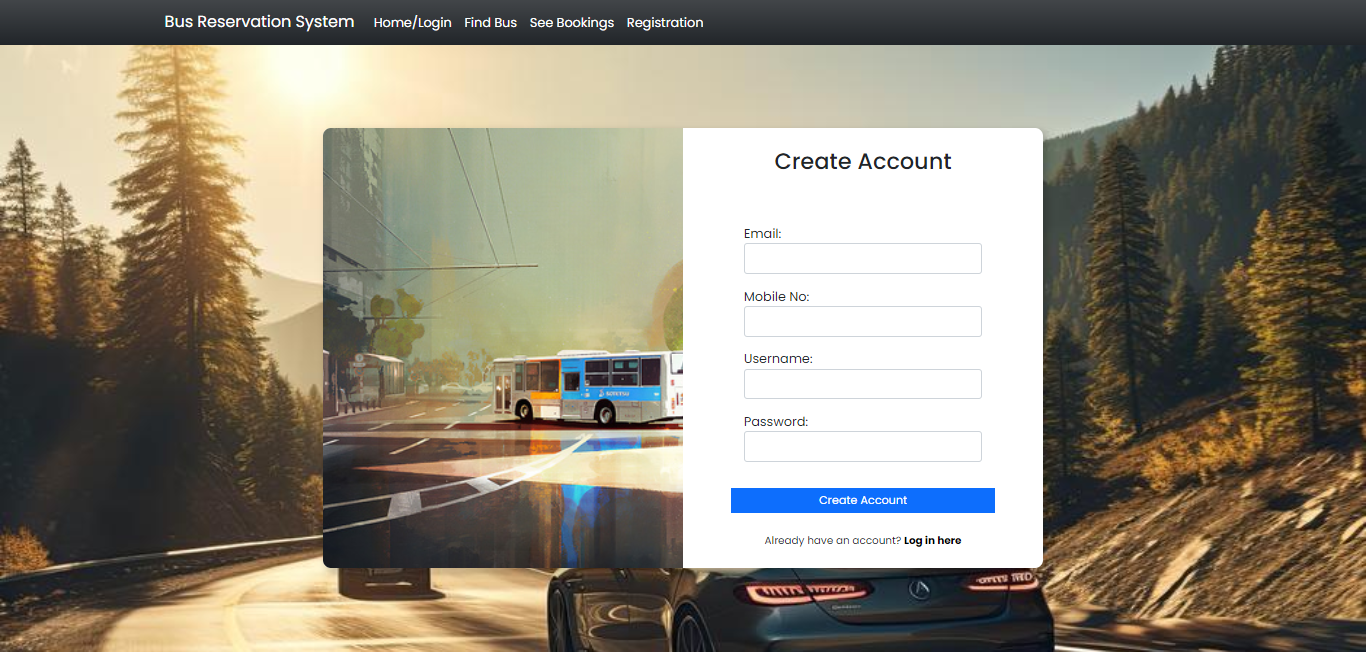 Bus Reservation System Home/Login Find Bus See Bookings Registration
Create Account
Email:
Mobile No:
Username:
Password:
Create Account
Already have an account? Log in here